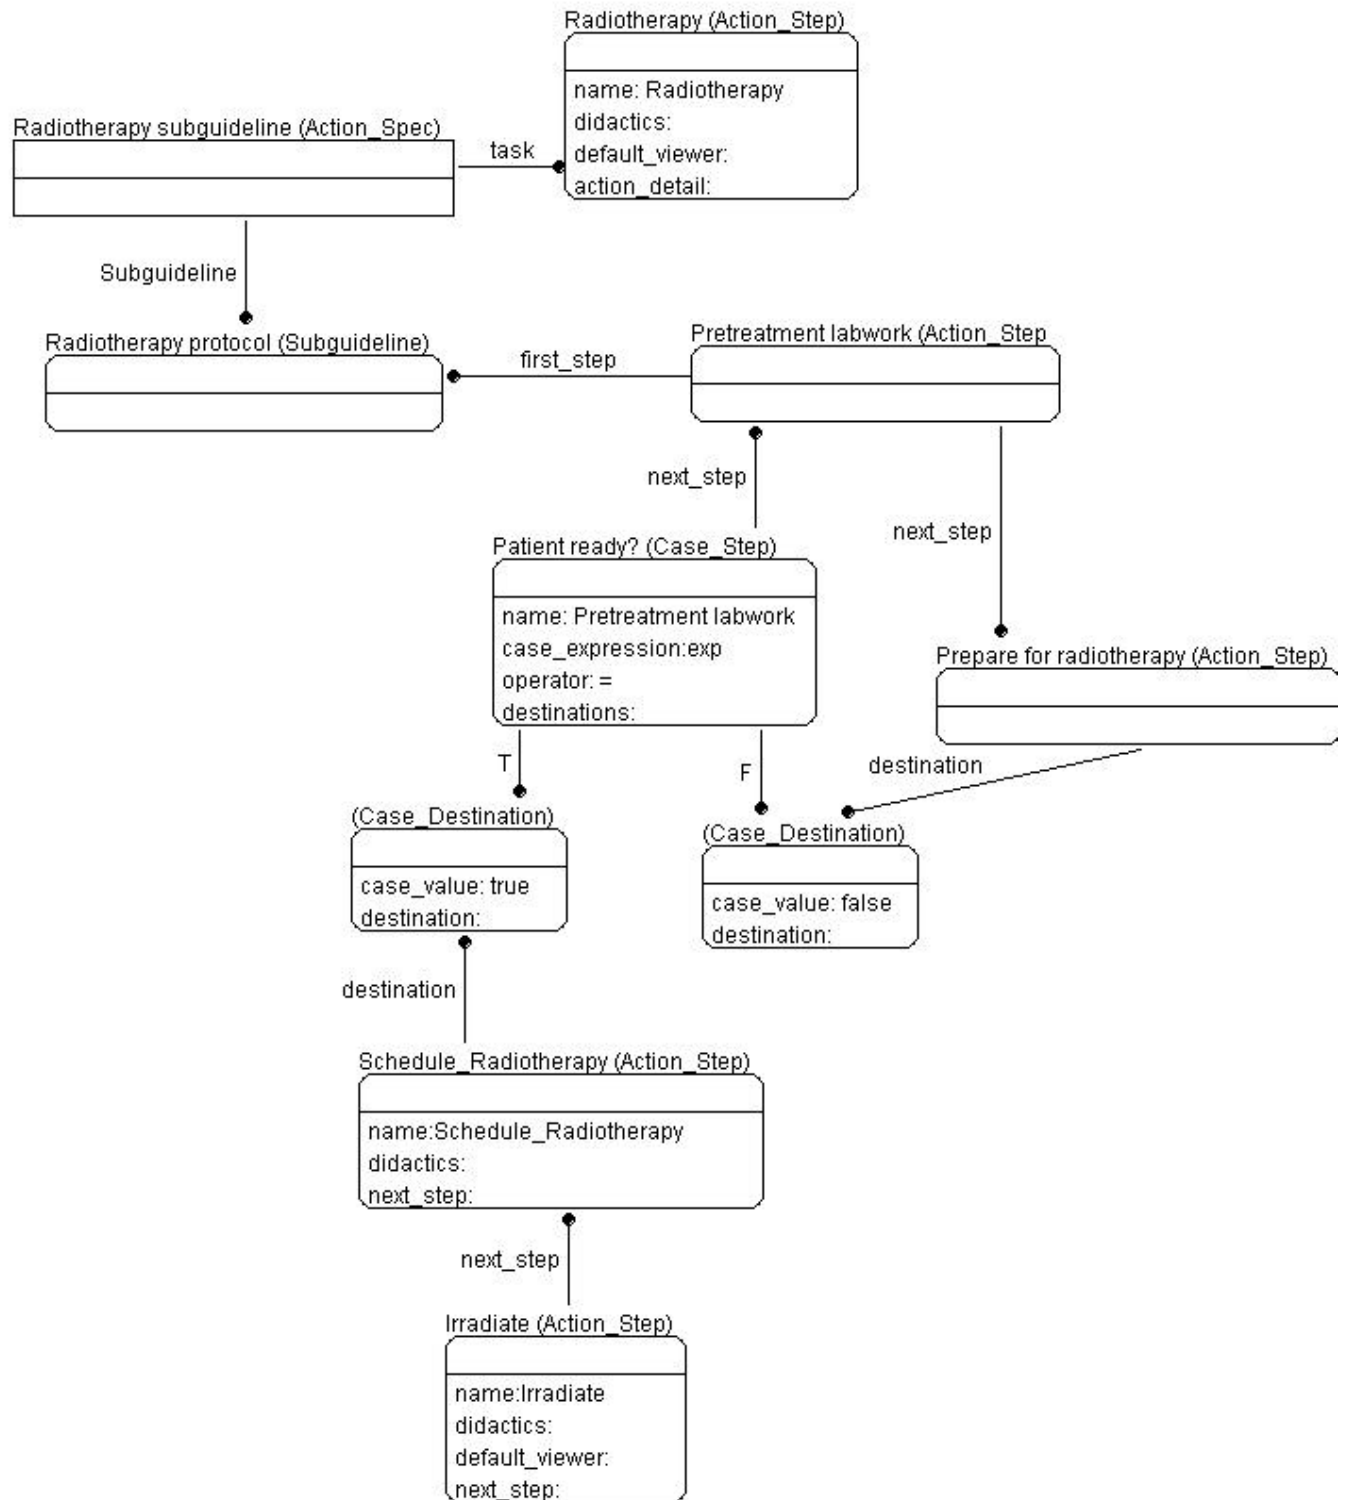 Radiotherapy (Action_Step)
name: Radiotherapy
didactics:
default_viewer:
action_detail:
Radiotherapy subguideline (Action_Spec)
task
Subguideline
Radiotherapy protocol (Subguideline)
first_step
Pretreatment labwork (Action_Step
next_step
next_step
Patient ready? (Case_Step)
name: Pretreatment labwork
case_expression:exp
operator: =
destinations:
Prepare for radiotherapy (Action_Step)
T
F
destination
(Case_Destination)
case_value: true
destination:
(Case_Destination)
case_value: false
destination:
destination
Schedule_Radiotherapy (Action_Step)
name:Schedule_Radiotherapy
didactics:
next_step:
next_step
Irradiate (Action_Step)
name:Irradiate
didactics:
default_viewer:
next_step: